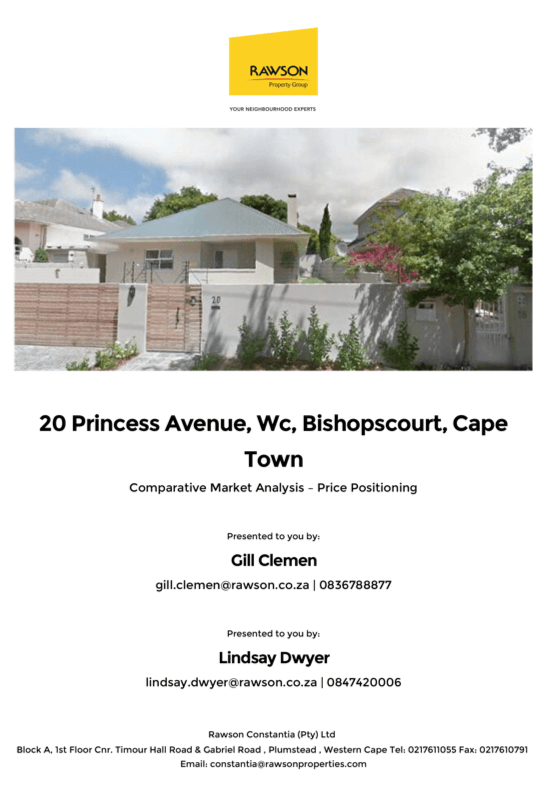 RAWSON
Property Group
YOUR NEIGHBOURHOOD EXPERTS
20
20 Princess Avenue, Wc, Bishopscourt, Cape
Town
Comparative Market Analysis – Price Positioning
Presented to you by:
Gill Clemen
gill.clemen@rawson.co.za | 0836788877
Presented to you by:
Lindsay Dwyer
lindsay.dwyer@rawson.co.za | 0847420006
Rawson Constantia (Pty) Ltd
Block A, 1st Floor Cnr. Timour Hall Road & Gabriel Road , Plumstead , Western Cape Tel: 0217611055 Fax: 0217610791
Email: constantia@rawsonproperties.com